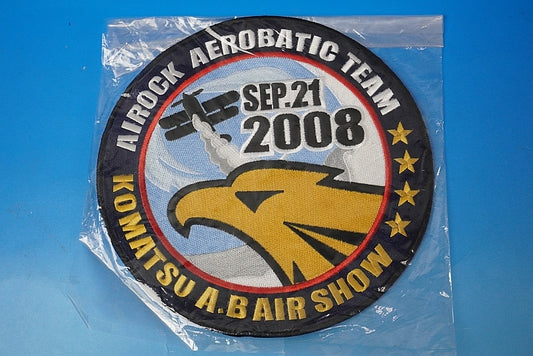 AIROCK AEROBATIC TEAM
SEP.21
2008
KOMATSU A.B AIR SHOW